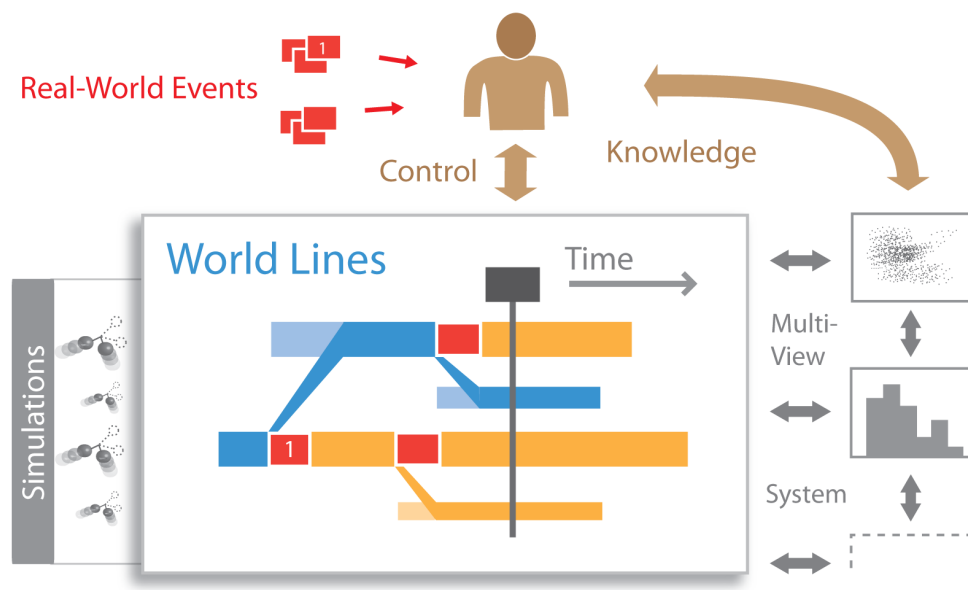 1
Real-World Events
Control
Knowledge
World Lines
Time
Multi-
View
System
Simulations
1